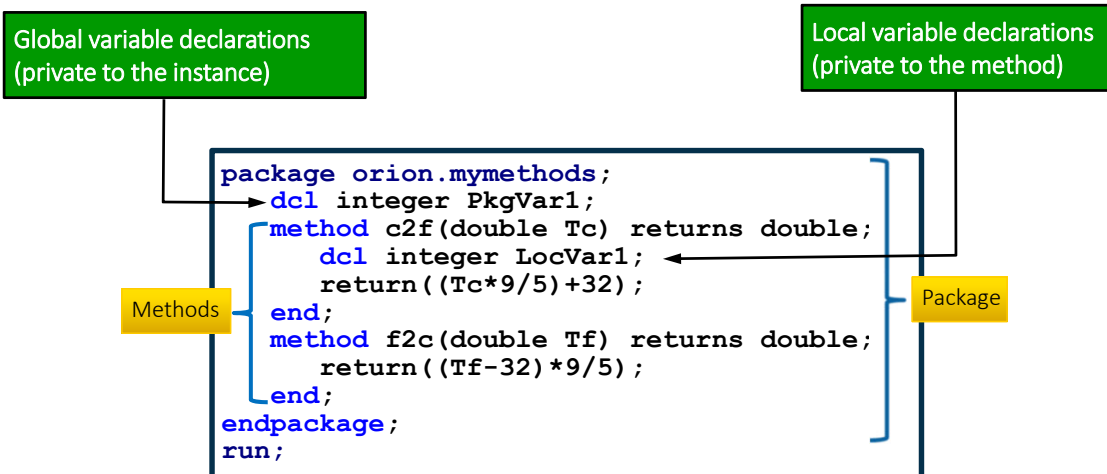 Global variable declarations
(private to the instance)
Local variable declarations
(private to the method)
package orion.mymethods;
dcl integer PkgVar1;
method c2f(double Tc) returns double;
dcl integer LocVar1;
return((Tc*9/5)+32);
end;
method f2c(double Tf) returns double;
return((Tf-32)*9/5);
end;
endpackage;
run;
Methods
Package